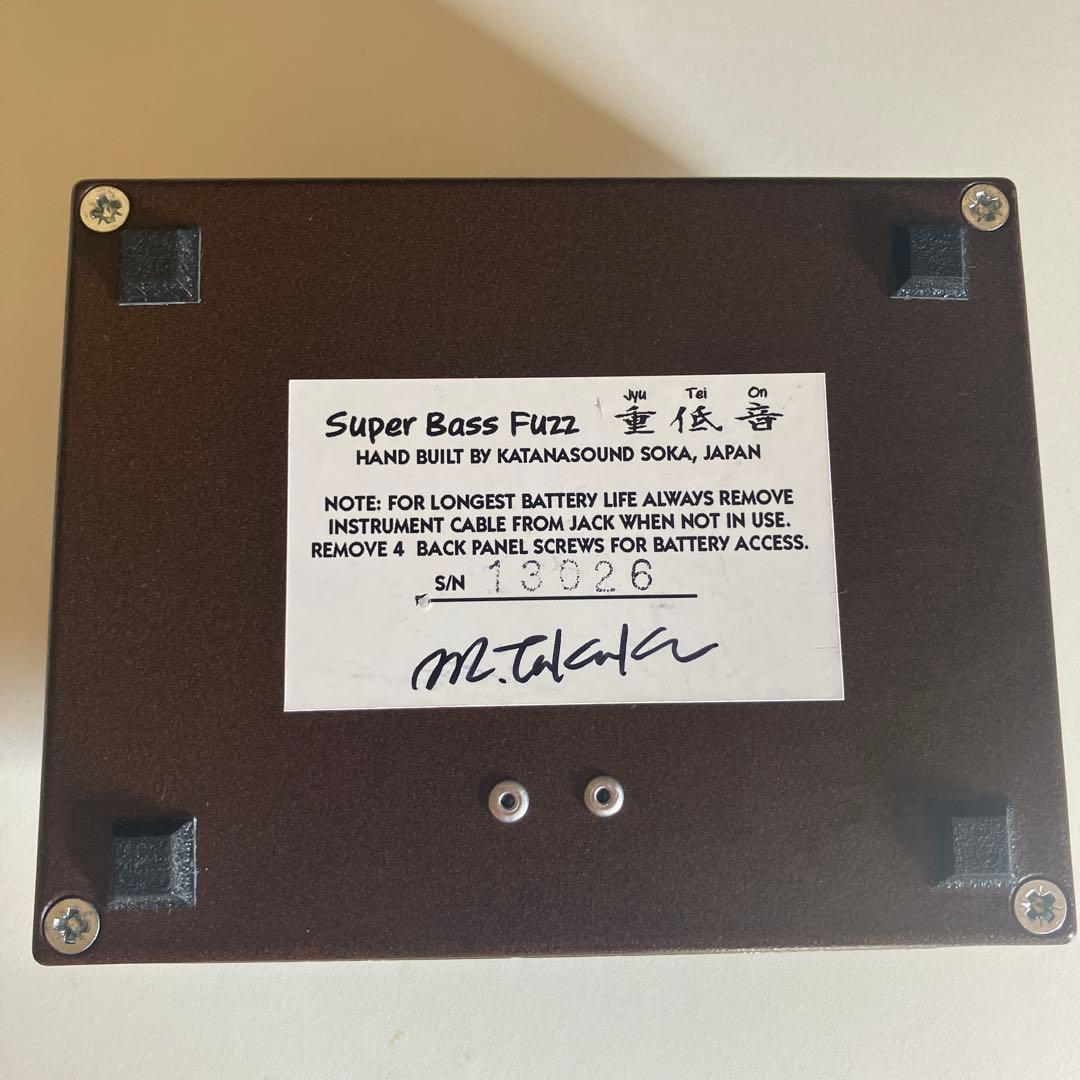 Jyu Tei On
Super Bass Fuzz 重低音
HAND BUILT BY KATANASOUND SOKA, JAPAN
NOTE: FOR LONGEST BATTERY LIFE ALWAYS REMOVE
INSTRUMENT CABLE FROM JACK WHEN NOT IN USE.
REMOVE 4 BACK PANEL SCREWS FOR BATTERY ACCESS.
S/N 13026